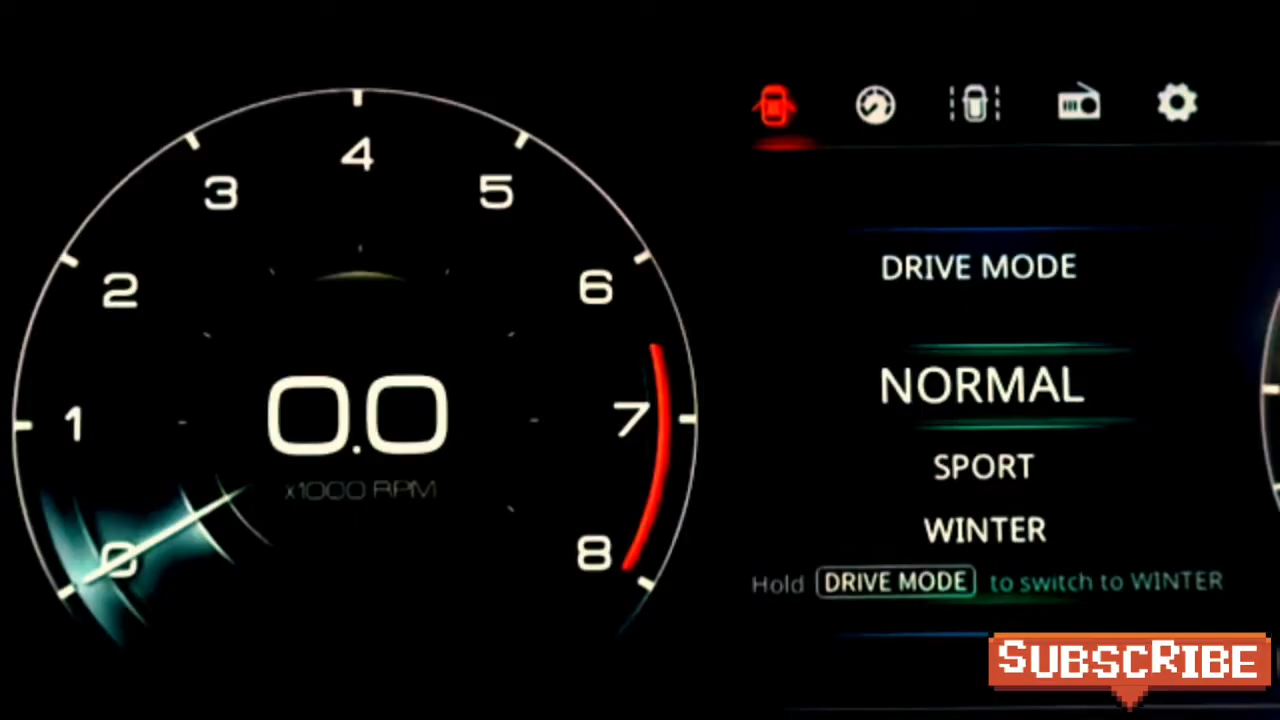 4
3
5
2
6
0.0
1
7
x1000 RPM
0
8
DRIVE MODE
NORMAL
SPORT
WINTER
Hold DRIVE MODE to switch to WINTER
SUBSCRIBE